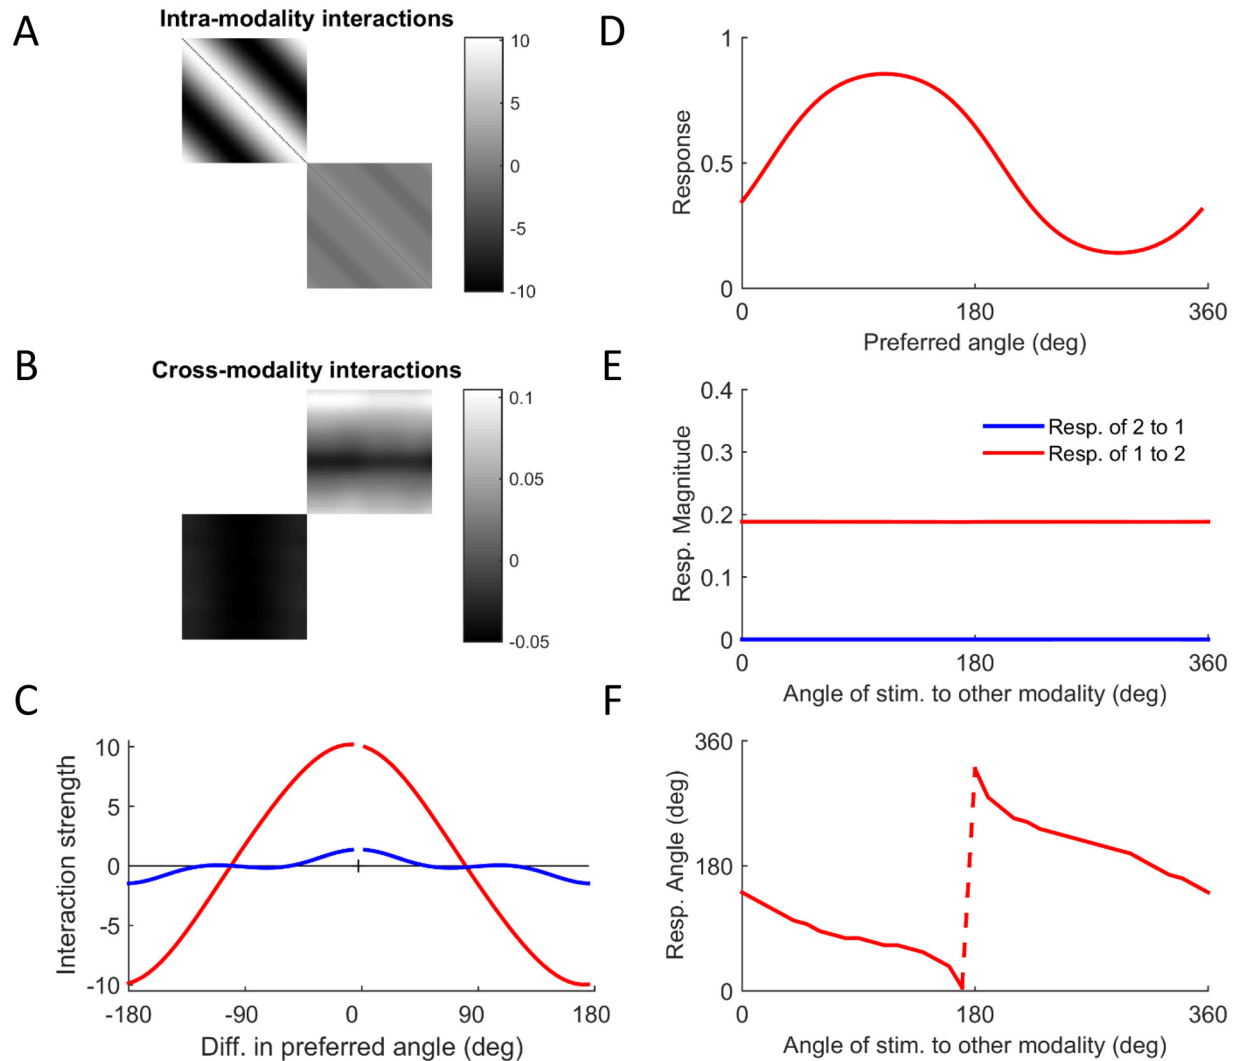 A
Intra-modality interactions
10
5
0
-5
-10
B
Cross-modality interactions
0.1
0.05
0
-0.05
C
Interaction strength
10
5
0
-5
-10
-180
-90
0
90
180
Diff. in preferred angle (deg)
D
Response
1
0.5
0
0
180
360
Preferred angle (deg)
E
Resp. Magnitude
0.4
0.3
0.2
0.1
0
Resp. of 2 to 1
Resp. of 1 to 2
0
180
360
Angle of stim. to other modality (deg)
F
Resp. Angle (deg)
360
180
0
0
180
360
Angle of stim. to other modality (deg)